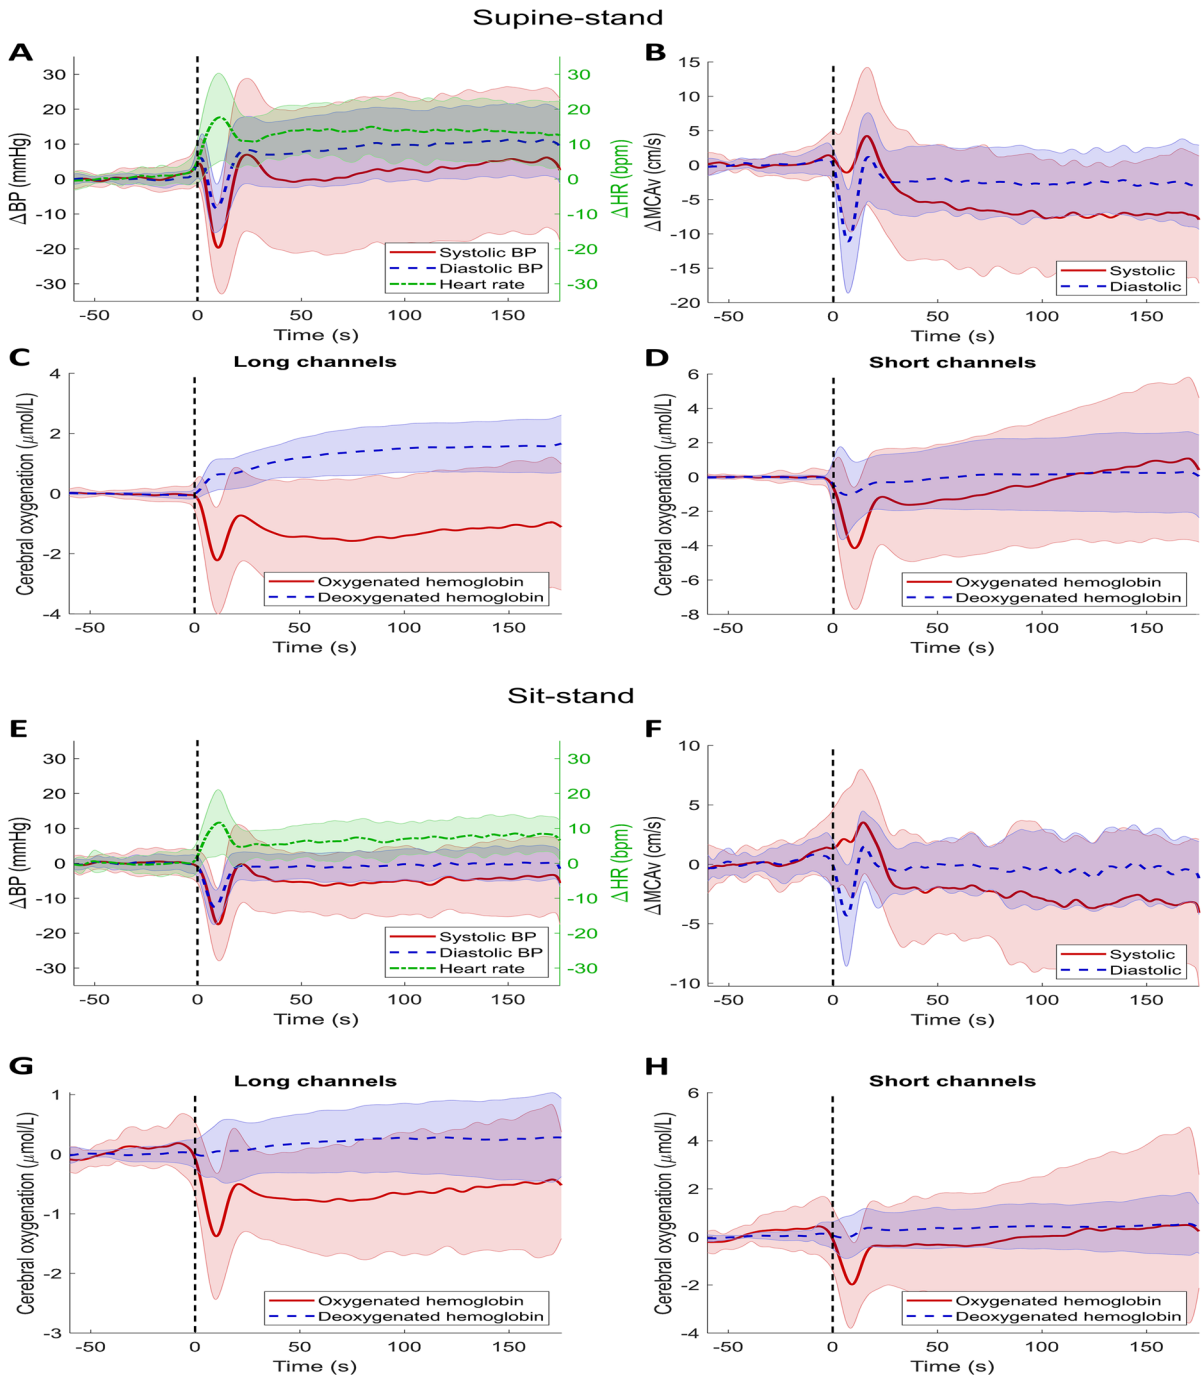 Supine-stand
A
ΔBP (mmHg)
30
20
10
0
-10
-20
-30
30
20
10
0
-10
-20
-30
ΔHR (bpm)
Systolic BP
Diastolic BP
Heart rate
-50
0
50
100
150
Time (s)
B
ΔMCAv (cm/s)
15
10
5
0
-5
-10
-15
-20
Systolic
Diastolic
-50
0
50
100
150
Time (s)
C
Long channels
Cerebral oxygenation (μmol/L)
4
2
0
-2
-4
Oxygenated hemoglobin
Deoxygenated hemoglobin
-50
0
50
100
150
Time (s)
D
Short channels
Cerebral oxygenation (μmol/L)
6
4
2
0
-2
-4
-6
-8
Oxygenated hemoglobin
Deoxygenated hemoglobin
-50
0
50
100
150
Time (s)
Sit-stand
E
ΔBP (mmHg)
30
20
10
0
-10
-20
-30
30
20
10
0
-10
-20
-30
ΔHR (bpm)
Systolic BP
Diastolic BP
Heart rate
-50
0
50
100
150
Time (s)
F
ΔMCAv (cm/s)
10
5
0
-5
-10
Systolic
Diastolic
-50
0
50
100
150
Time (s)
G
Long channels
Cerebral oxygenation (μmol/L)
1
0
-1
-2
-3
Oxygenated hemoglobin
Deoxygenated hemoglobin
-50
0
50
100
150
Time (s)
H
Short channels
Cerebral oxygenation (μmol/L)
6
4
2
0
-2
-4
Oxygenated hemoglobin
Deoxygenated hemoglobin
-50
0
50
100
150
Time (s)